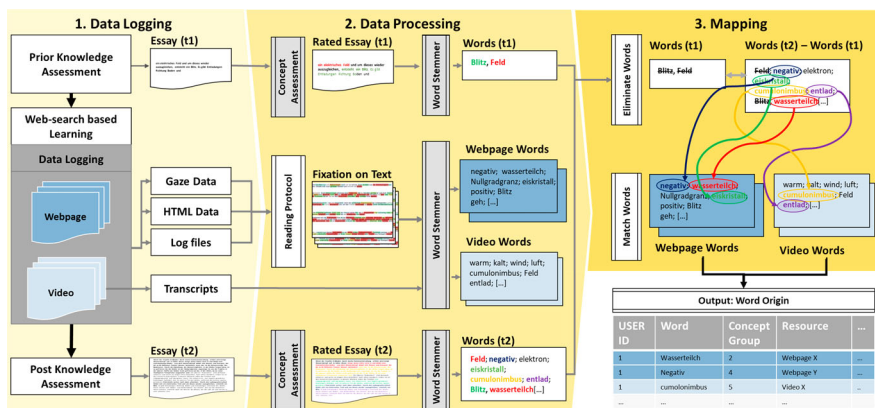 1. Data Logging
Prior Knowledge
Assessment
Essay (t1)
Web-search based
Learning
Data Logging
Webpage
Video
Gaze Data
HTML Data
Log files
Transcripts
Post Knowledge
Assessment
Essay (t2)
2. Data Processing
Concept
Assessment
Rated Essay (t1)
Word Stemmer
Words (t1)
Blitz, Feld
Reading Protocol
Fixation on Text
Word Stemmer
Webpage
Words
negativ; wasserteilch;
Nullgradgranz; eiskristall;
positiv; Blitz
geh; [...]
Video
Words
warm; kalt; wind; luft;
cumulonimbus; Feld
entlad; [...]
Concept
Assessment
Rated Essay (t2)
Word Stemmer
Words (t2)
Feld; negativ; elektron;
eiskristall;
cumulonimbus; entlad;
Blitz, wasserteilch[...]
3. Mapping
Eliminate Words
Words (t1)
Blitz, Feld
Words (t2) – Words (t1)
Feld; negativ; elektron;
eiskristall;
cumulonimbus; entlad;
Blitz, wasserteilch[...]
Match Words
negativ; wasserteilch;
Nullgradgranz; eiskristall;
positiv; Blitz
geh; [...]
Webpage
Words
warm; kalt; wind; luft;
cumulonimbus; Feld
entlad; [...]
Video Words
Output: Word Origin
USER ID Word Concept Group Resource ...
1 Wasserteilch 2 Webpage X ...
1 Negativ 4 Webpage Y ...
1 cumolonimbus 5 Video X ..
... ... ... ...